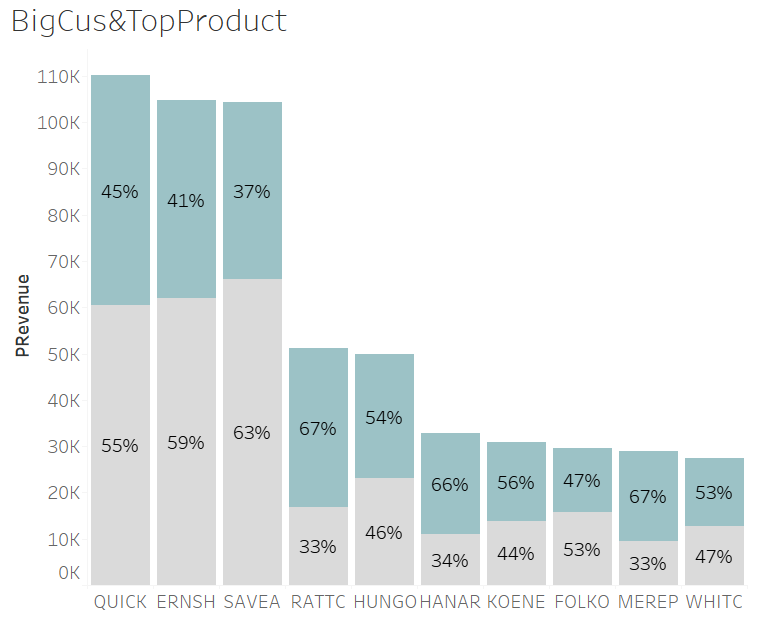 BigCus&TopProduct
110K
100K
90K
80K
70K
60K
50K
40K
30K
20K
10K
0K
PRevenue
45%
41%
37%
67%
54%
66%
56%
47%
67%
53%
55%
59%
63%
33%
46%
34%
44%
53%
33%
47%
QUICK ERNSH SAVEA RATTC HUNGO HANAR KOENE FOLKO MEREP WHITC